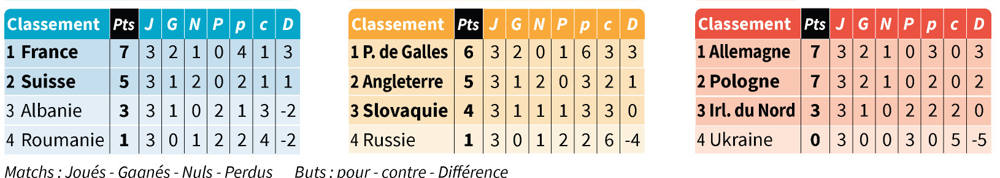 Classement Pts J G N P p c D
1 France 7 3 2 1 0 4 1 3
2 Suisse 5 3 1 2 0 2 1 1
3 Albanie 3 3 1 0 2 1 3 -2
4 Roumanie 1 3 0 1 2 2 4 -2
Classement Pts J G N P p c D
1 P. de Galles 6 3 2 0 1 6 3 3
2 Angleterre 5 3 1 2 0 3 2 1
3 Slovaquie 4 3 1 1 1 3 3 0
4 Russie 1 3 0 1 2 2 6 -4
Classement Pts J G N P p c D
1 Allemagne 7 3 2 1 0 3 0 3
2 Pologne 7 3 2 1 0 2 0 2
3 Irl. du Nord 3 3 1 0 2 2 2 0
4 Ukraine 0 3 0 0 3 0 5 -5
Matchs : Joués - Gagnés - Nuls - Perdus Buts : pour - contre - Différence